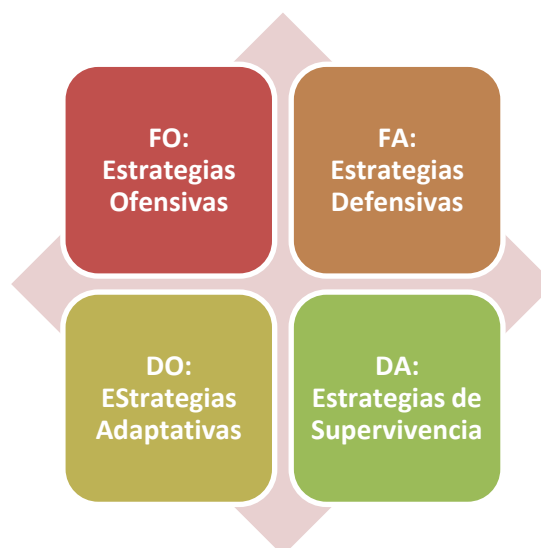 FO:
Estrategias
Ofensivas
FA:
Estrategias
Defensivas
DO:
EStrategias
Adaptativas
DA:
Estrategias de
Supervivencia